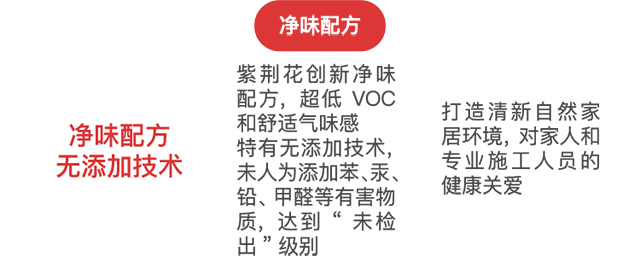 净味配方
净味配方
无添加技术
紫荆花创新净味
配方，超低 VOC
和舒适气味感
特有无添加技术，
未人为添加苯、汞、
铅、甲醛等有害物
质，达到“未检
出”级别
打造清新自然家
居环境，对家人和
专业施工人员的
健康关爱